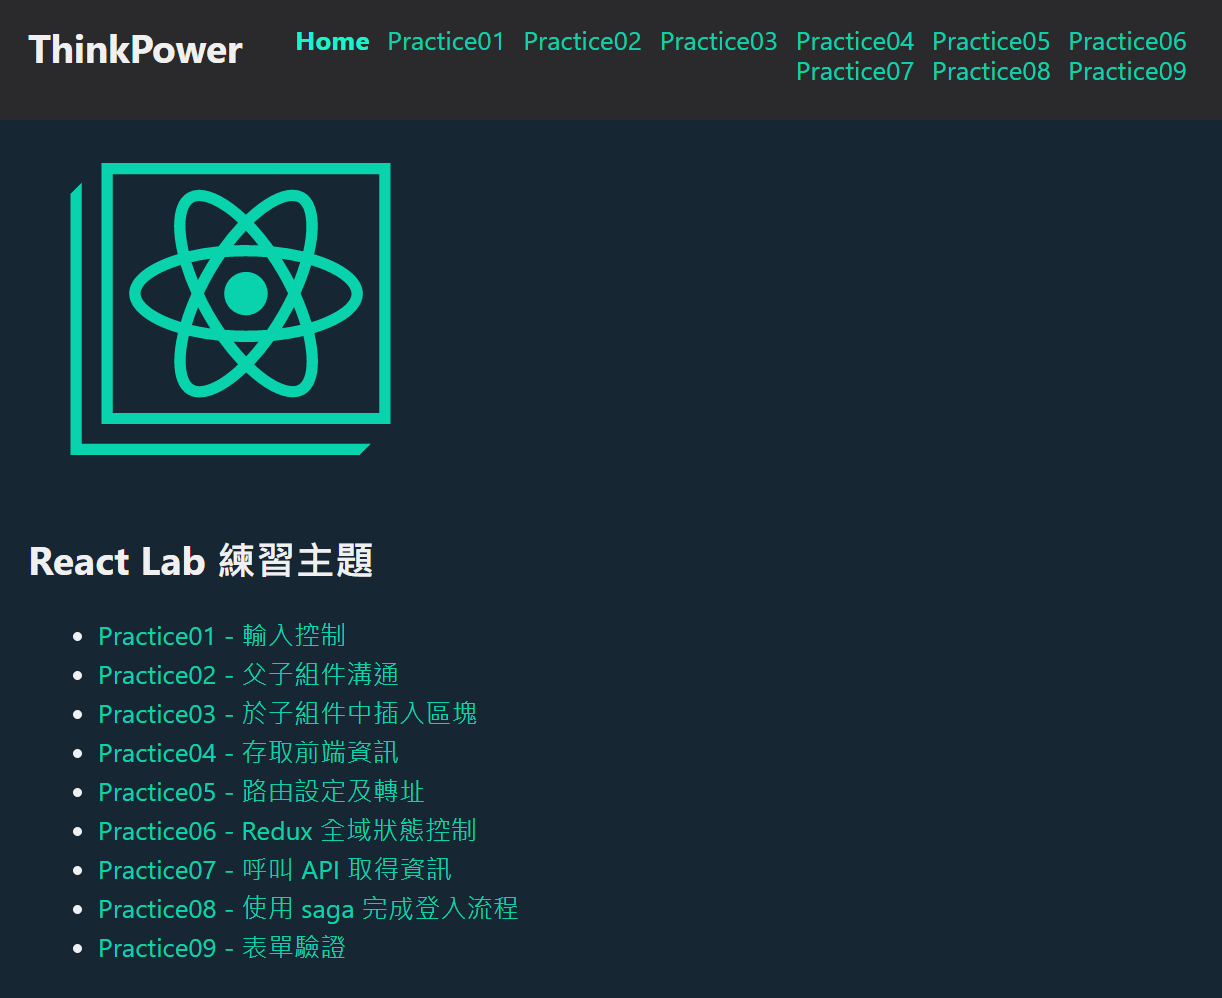 ThinkPower
Home Practice01 Practice02 Practice03 Practice04 Practice05 Practice06
Practice07 Practice08 Practice09
React Lab 練習主題
Practice01 - 輸入控制
Practice02 - 父子組件溝通
Practice03 - 於子組件中插入區塊
Practice04 - 存取前端資訊
Practice05 - 路由設定及轉址
Practice06 - Redux 全域狀態控制
Practice07 - 呼叫 API 取得資訊
Practice08 - 使用 saga 完成登入流程
Practice09 - 表單驗證